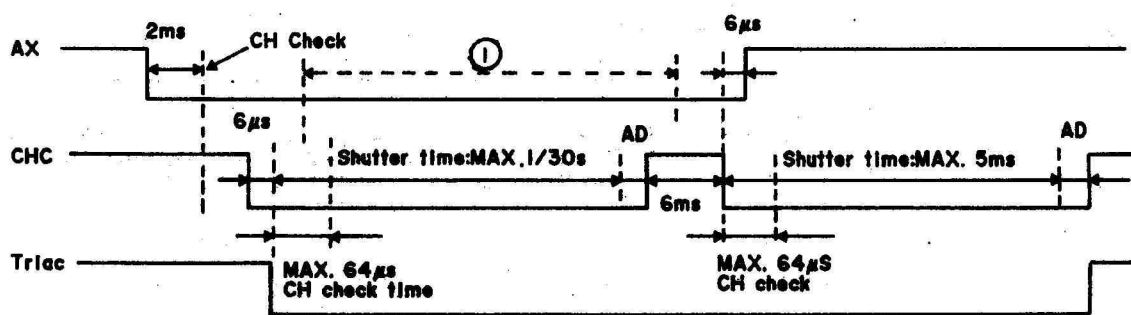 2ms
6μs
AX
CH Check
1
6μs
AD
AD
CHC
Shutter time:MAX.1/30s
Shutter time:MAX. 5ms
6ms
Triac
MAX. 64μs
CH check time
MAX. 64μS
CH check